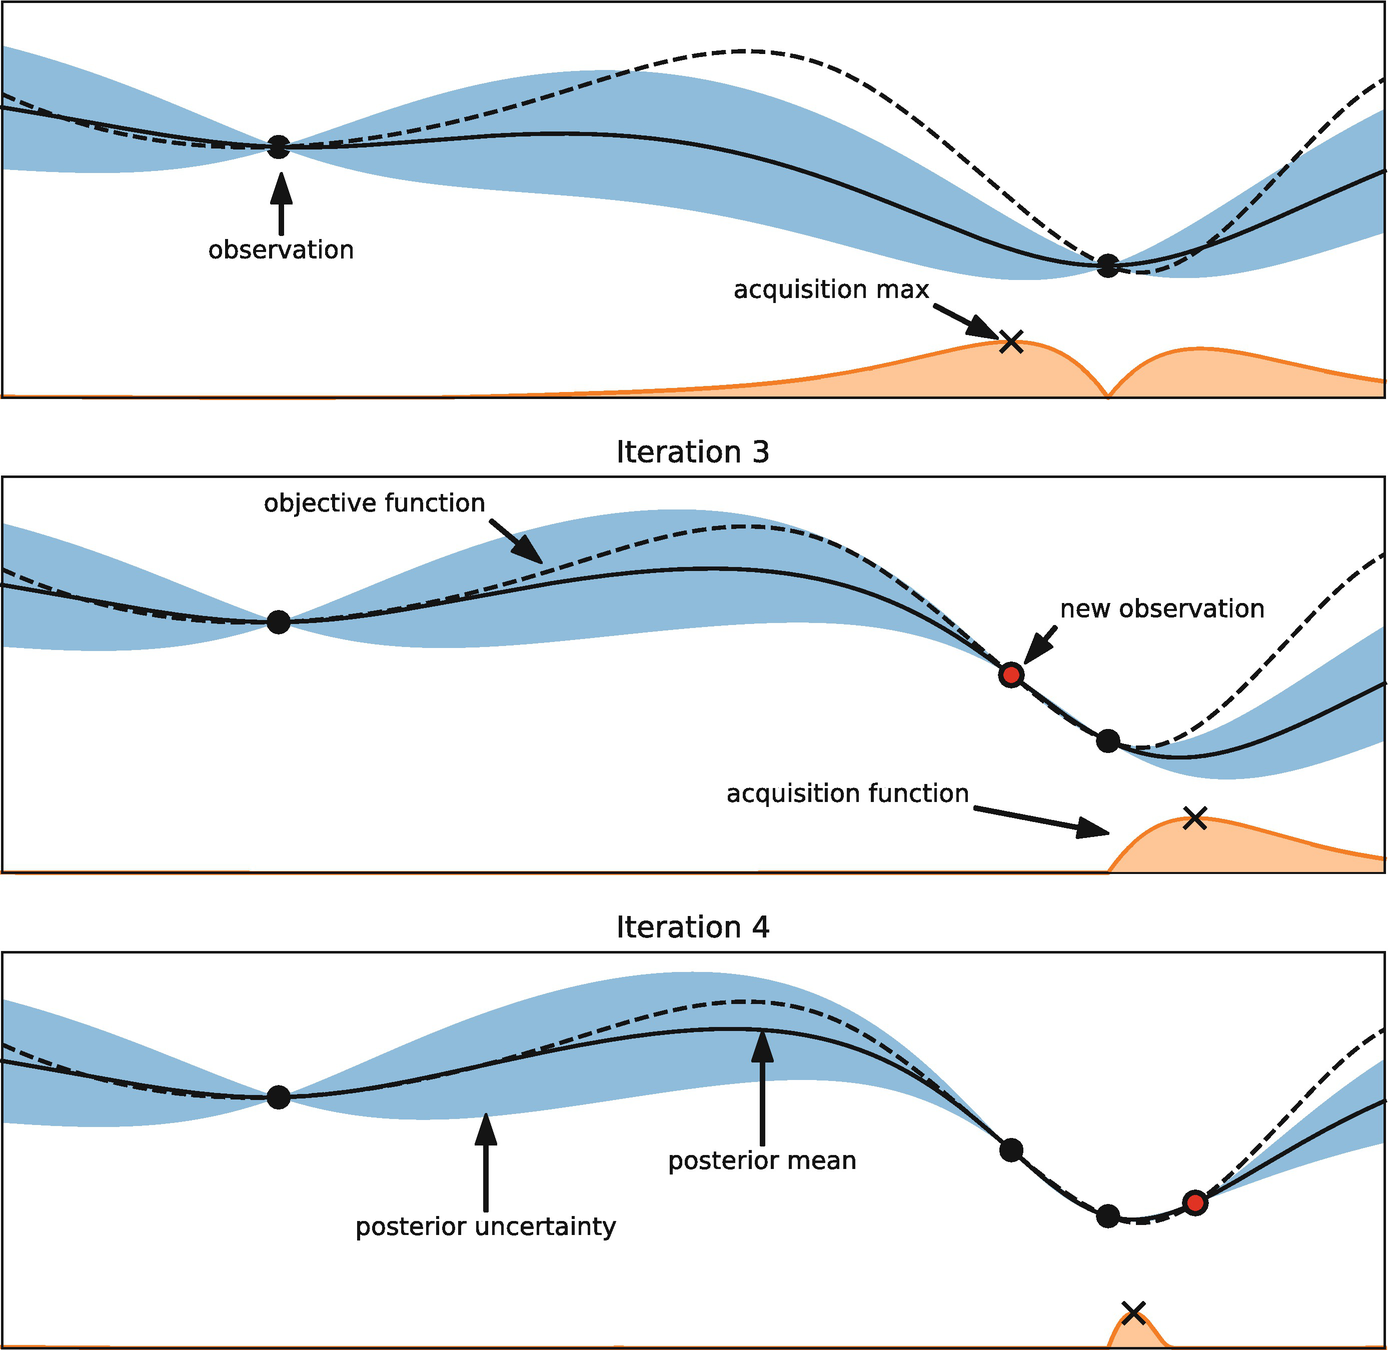 observation
acquisition max
Iteration 3
objective function
new observation
acquisition function
Iteration 4
posterior mean
posterior uncertainty